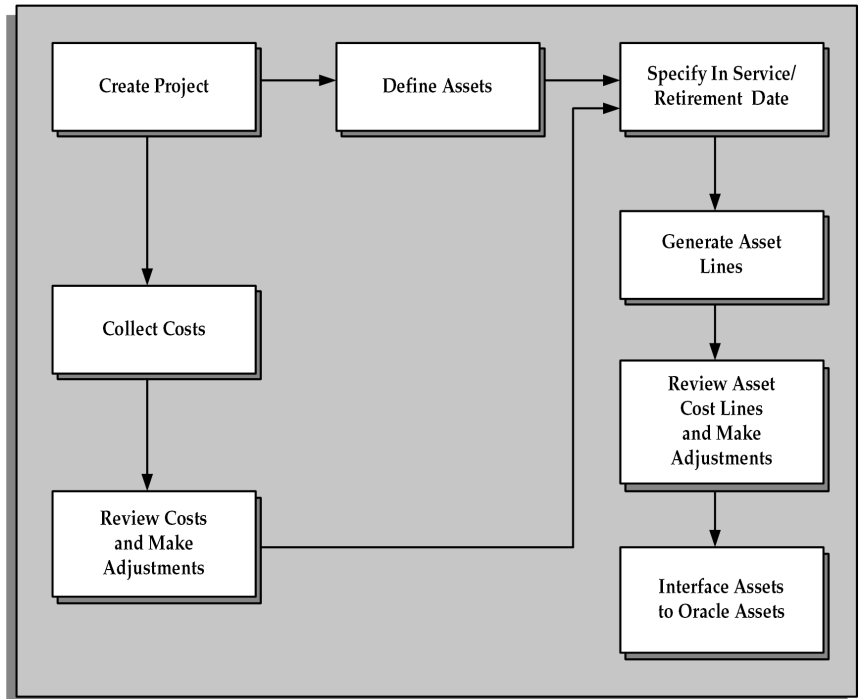 Create Project
Define Assets
Specify In Service/
Retirement Date
Generate Asset
Lines
Collect Costs
Review Asset
Cost Lines
and Make
Adjustments
Review Costs
and Make
Adjustments
Interface Assets
to Oracle Assets